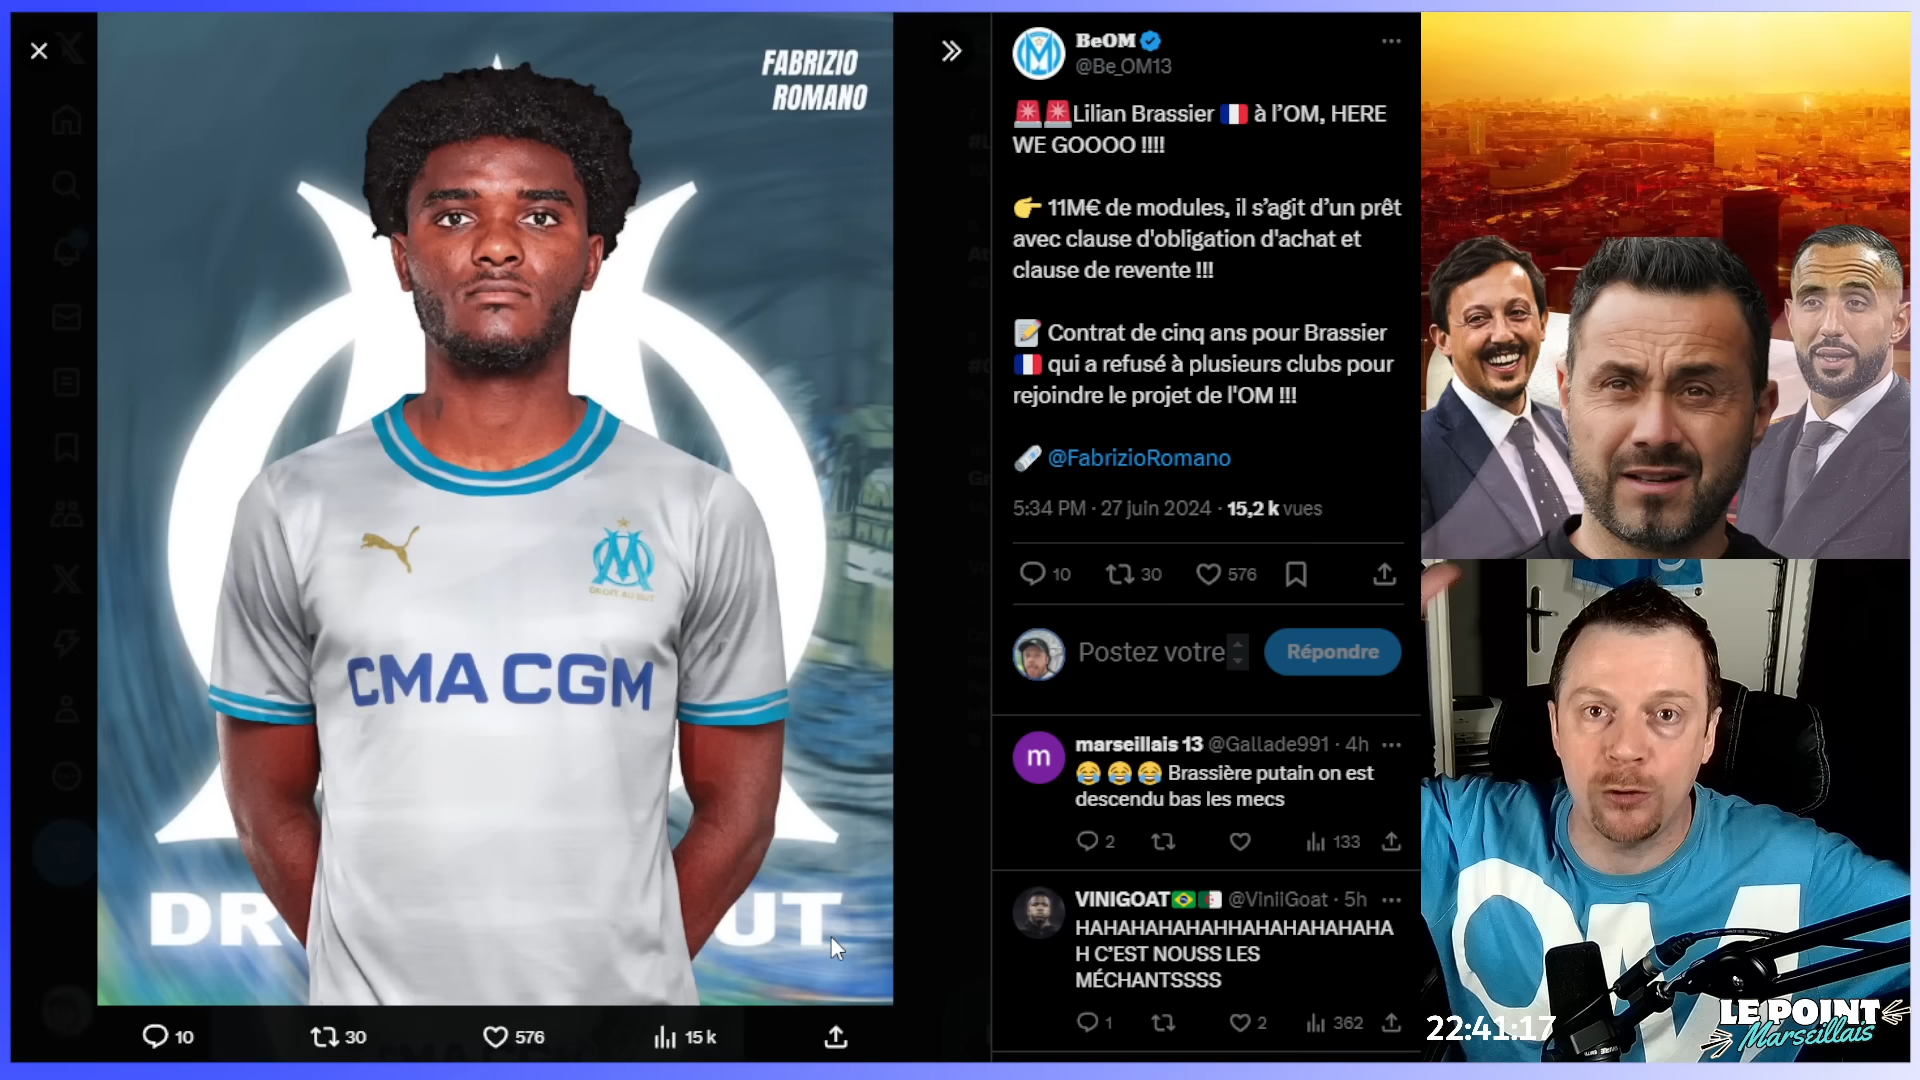 FABRIZIO
ROMANO
CMA CGM
DROIT AU BUT
DR
UT
10
30
576
15 k
BeOM
@Be_OM13
🚨🚨Lilian Brassier 🇫🇷 à l’OM, HERE
WE GOOOO !!!!
👉 11M€ de modules, il s’agit d’un prêt
avec clause d'obligation d'achat et
clause de revente !!!
📝 Contrat de cinq ans pour Brassier
🇫🇷 qui a refusé à plusieurs clubs pour
rejoindre le projet de l'OM !!!
🗞️ @FabrizioRomano
5:34 PM · 27 juin 2024 · 15,2 k vues
10
30
576
Postez votre
Répondre
m
marseillais 13 @Gallade991 · 4h
😂 😂 😂 Brassière putain on est
descendu bas les mecs
2
133
VINIGOAT🇧🇷🇩🇿 @ViniiGoat · 5h
HAHAHAHAHAHHAHAHAHAHAHA
H C’EST NOUSS LES
MÉCHANTSSSS
1
2
362
OM
22:41:17
LE POINT
Marseillais